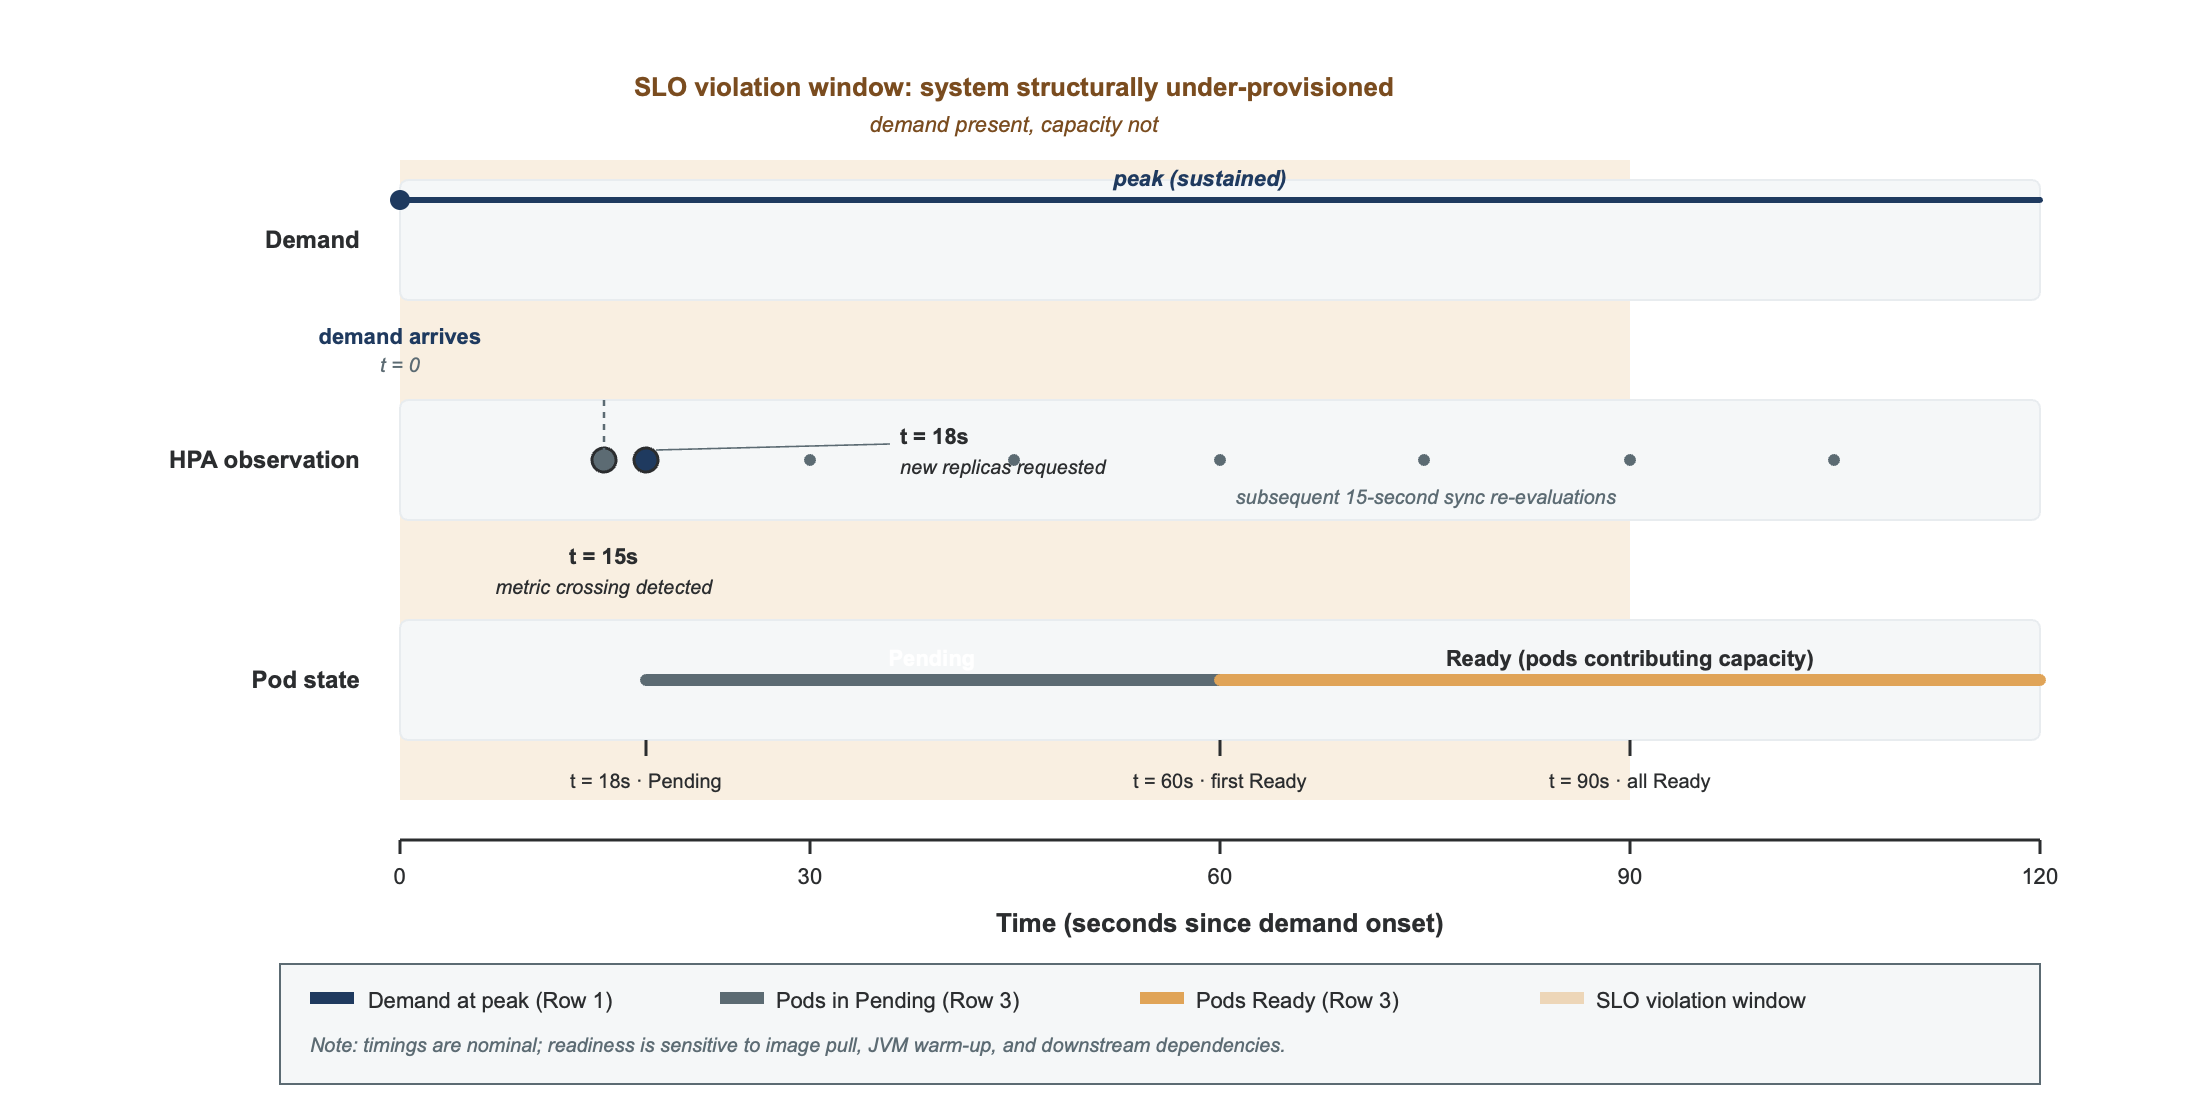 SLO violation window: system structurally under-provisioned
demand present, capacity not
peak (sustained)
Demand
demand arrives
t = 0
HPA observation
t = 18s
new replicas requested
subsequent 15-second sync re-evaluations
t = 15s
metric crossing detected
Pod state
Pending
Ready (pods contributing capacity)
t = 18s · Pending
t = 60s · first Ready
t = 90s · all Ready
0
30
60
90
120
Time (seconds since demand onset)
Demand at peak (Row 1)
Pods in Pending (Row 3)
Pods Ready (Row 3)
SLO violation window
Note: timings are nominal; readiness is sensitive to image pull, JVM warm-up, and downstream dependencies.